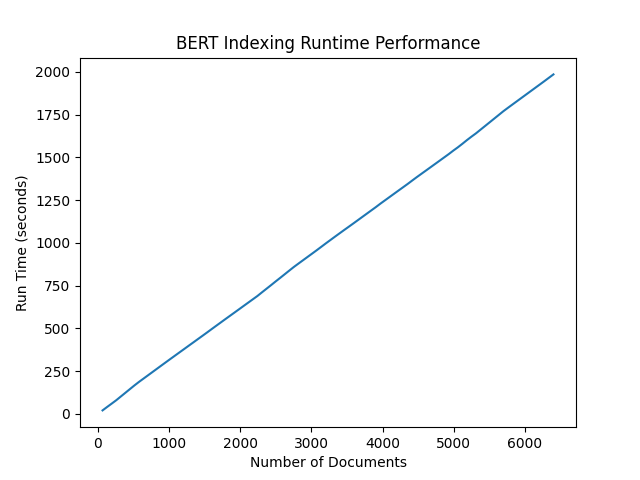 BERT Indexing Runtime Performance
2000
1750
1500
1250
1000
750
500
250
0
Run Time (seconds)
0 1000 2000 3000 4000 5000 6000
Number of Documents